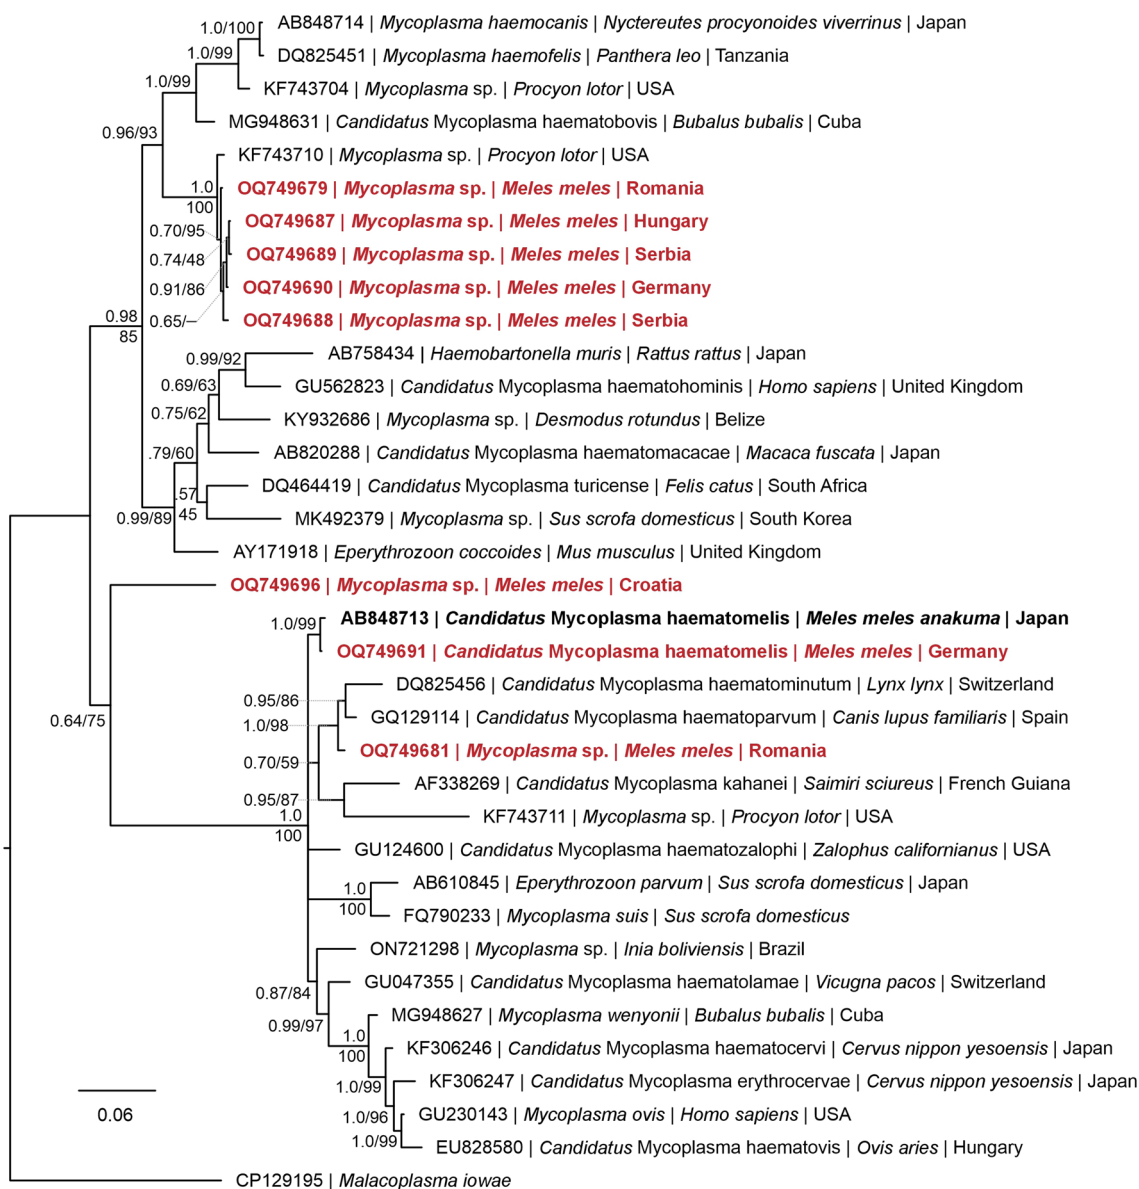 1.0/100
AB848714 | Mycoplasma haemocanis | Nyctereutes procyonoides viverrinus | Japan
1.0/99
DQ825451 | Mycoplasma haemofelis | Panthera leo | Tanzania
1.0/99
KF743704 | Mycoplasma sp. | Procyon lotor | USA
MG948631 | Candidatus Mycoplasma haematobovis | Bubalus bubalis | Cuba
0.96/93
KF743710 | Mycoplasma sp. | Procyon lotor | USA
1.0
100
OQ749679 | Mycoplasma sp. | Meles meles | Romania
0.70/95
OQ749687 | Mycoplasma sp. | Meles meles | Hungary
0.74/48
OQ749689 | Mycoplasma sp. | Meles meles | Serbia
0.91/86
OQ749690 | Mycoplasma sp. | Meles meles | Germany
0.98
85
0.65/–
OQ749688 | Mycoplasma sp. | Meles meles | Serbia
0.99/92
AB758434 | Haemobartonella muris | Rattus rattus | Japan
0.69/63
GU562823 | Candidatus Mycoplasma haematohominis | Homo sapiens | United Kingdom
0.75/62
KY932686 | Mycoplasma sp. | Desmodus rotundus | Belize
.79/60
AB820288 | Candidatus Mycoplasma haematomacacae | Macaca fuscata | Japan
.57
45
DQ464419 | Candidatus Mycoplasma turicense | Felis catus | South Africa
0.99/89
MK492379 | Mycoplasma sp. | Sus scrofa domesticus | South Korea
AY171918 | Eperythrozoon coccoides | Mus musculus | United Kingdom
OQ749696 | Mycoplasma sp. | Meles meles | Croatia
1.0/99
AB848713 | Candidatus Mycoplasma haematomelis | Meles meles anakuma | Japan
OQ749691 | Candidatus Mycoplasma haematomelis | Meles meles | Germany
0.95/86
DQ825456 | Candidatus Mycoplasma haematominutum | Lynx lynx | Switzerland
0.64/75
1.0/98
GQ129114 | Candidatus Mycoplasma haematoparvum | Canis lupus familiaris | Spain
0.70/59
OQ749681 | Mycoplasma sp. | Meles meles | Romania
0.95/87
AF338269 | Candidatus Mycoplasma kahanei | Saimiri sciureus | French Guiana
1.0
100
KF743711 | Mycoplasma sp. | Procyon lotor | USA
GU124600 | Candidatus Mycoplasma haematozalophi | Zalophus californianus | USA
1.0
100
AB610845 | Eperythrozoon parvum | Sus scrofa domesticus | Japan
FQ790233 | Mycoplasma suis | Sus scrofa domesticus
ON721298 | Mycoplasma sp. | Inia boliviensis | Brazil
0.87/84
GU047355 | Candidatus Mycoplasma haematolamae | Vicugna pacos | Switzerland
0.99/97
MG948627 | Mycoplasma wenyonii | Bubalus bubalis | Cuba
1.0
100
KF306246 | Candidatus Mycoplasma haematocervi | Cervus nippon yesoensis | Japan
1.0/99
KF306247 | Candidatus Mycoplasma erythrocervae | Cervus nippon yesoensis | Japan
0.06
1.0/96
GU230143 | Mycoplasma ovis | Homo sapiens | USA
1.0/99
EU828580 | Candidatus Mycoplasma haematovis | Ovis aries | Hungary
CP129195 | Malacoplasma iowae